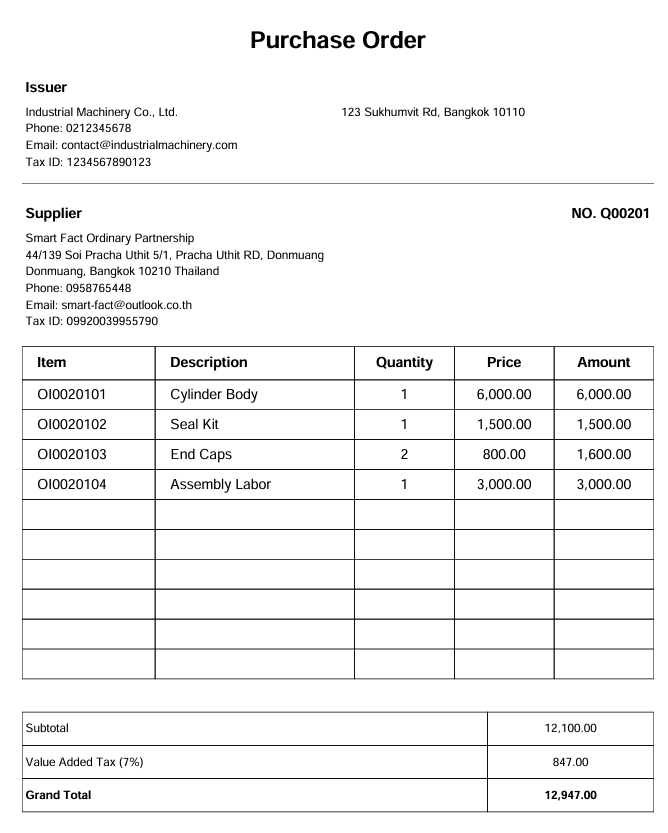 Purchase Order
Issuer
Industrial Machinery Co., Ltd. 123 Sukhumvit Rd, Bangkok 10110
Phone: 0212345678
Email: contact@industrialmachinery.com
Tax ID: 1234567890123
Supplier NO. Q00201
Smart Fact Ordinary Partnership
44/139 Soi Pracha Uthit 5/1, Pracha Uthit RD, Donmuang
Donmuang, Bangkok 10210 Thailand
Phone: 0958765448
Email: smart-fact@outlook.co.th
Tax ID: 09920039955790
Item Description Quantity Price Amount
OI0020101 Cylinder Body 1 6,000.00 6,000.00
OI0020102 Seal Kit 1 1,500.00 1,500.00
OI0020103 End Caps 2 800.00 1,600.00
OI0020104 Assembly Labor 1 3,000.00 3,000.00
Subtotal 12,100.00
Value Added Tax (7%) 847.00
Grand Total 12,947.00